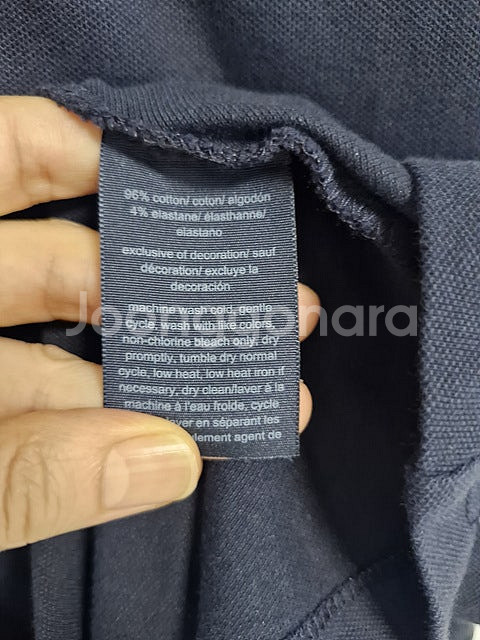 96% cotton/ coton/ algodón
4% elastane/ élasthanne/
elastano
exclusive of decoration/ sauf
décoration/ excluye la
decoración
machine wash cold, gentle
cycle, wash with like colors,
non-chlorine bleach only, dry
promptly, tumble dry normal
cycle, low heat, low heat iron if
necessary, dry clean/laver à la
machine à l'eau froide, cycle
laver en séparant les
agent de